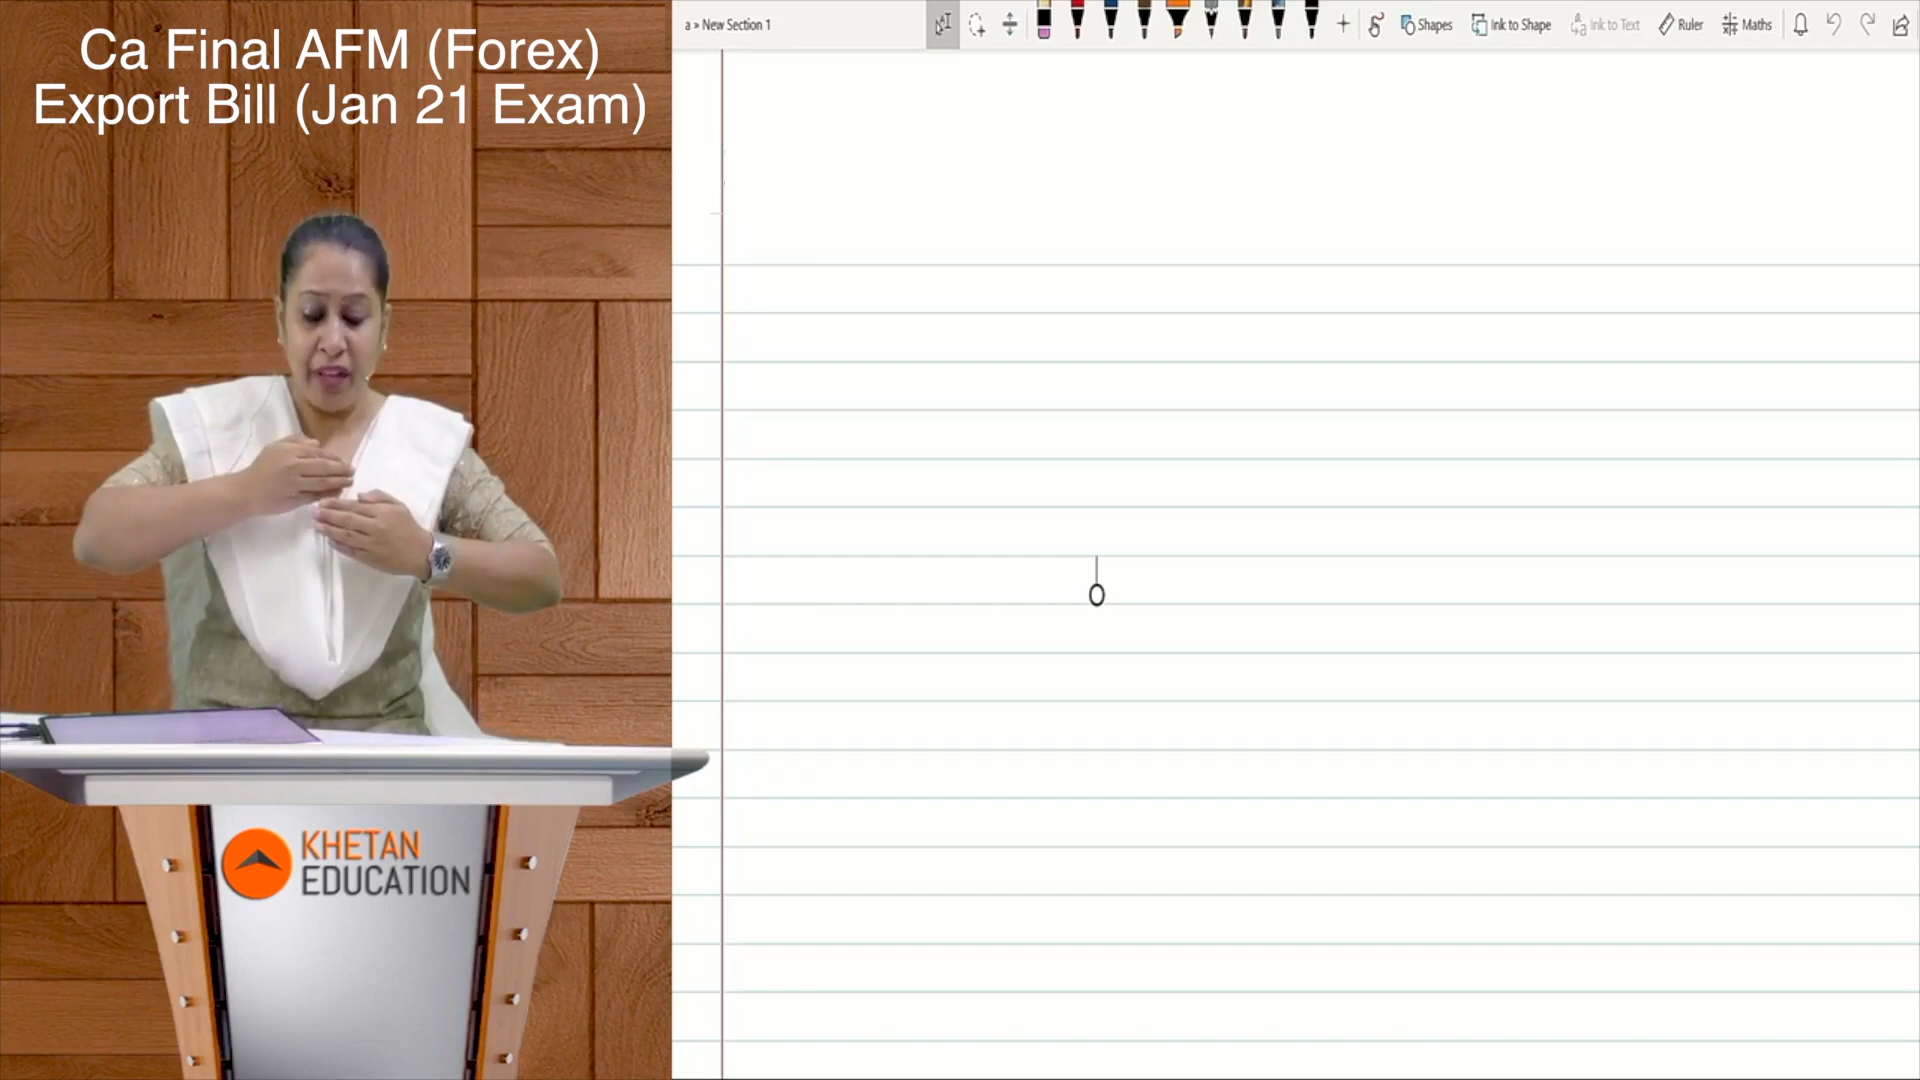 Ca Final AFM (Forex)
Export Bill (Jan 21 Exam)
a » New Section 1
Shapes
Ink to Shape
Ink to Text
Ruler
Maths
KHETAN
EDUCATION